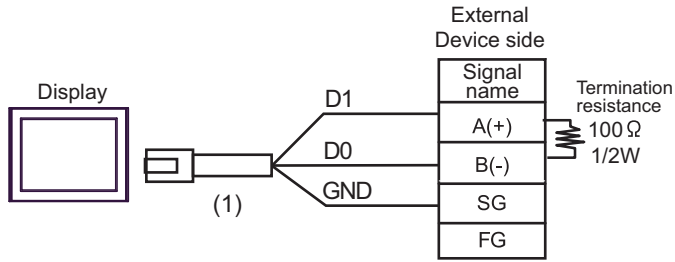 External
Device side
Display
Signal
name
Termination
resistance
D1
A(+)
100Ω
1/2W
D0
B(-)
GND
(1)
SG
FG